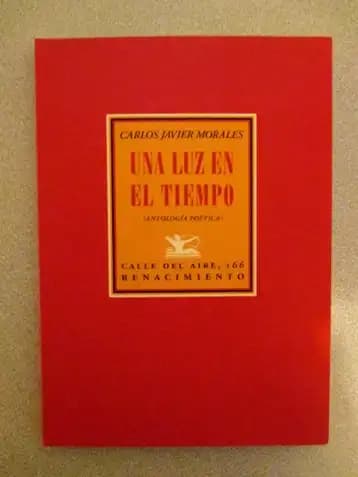 CARLOS JAVIER MORALES
UNA LUZ EN
EL TIEMPO
(ANTOLOGÍA POÉTICA)
CALLE DEL AIRE, 166
RENACIMIENTO